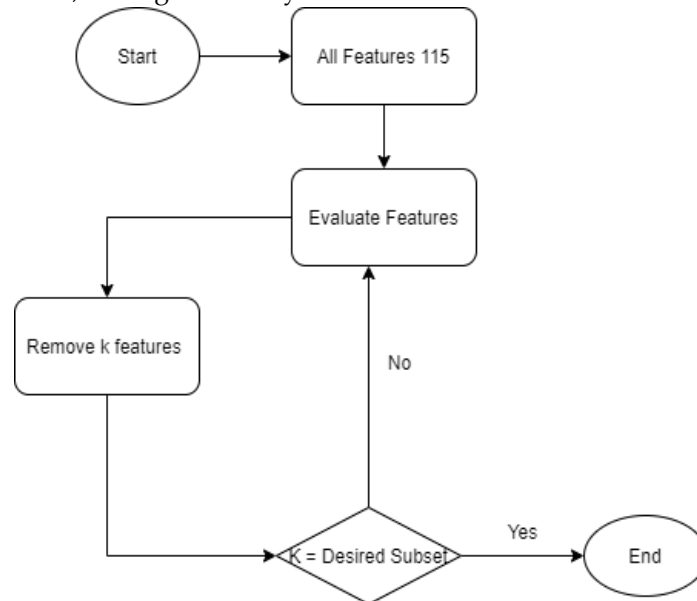 Start
All Features 115
Evaluate Features
Remove k features
No
K = Desired Subset
Yes
End